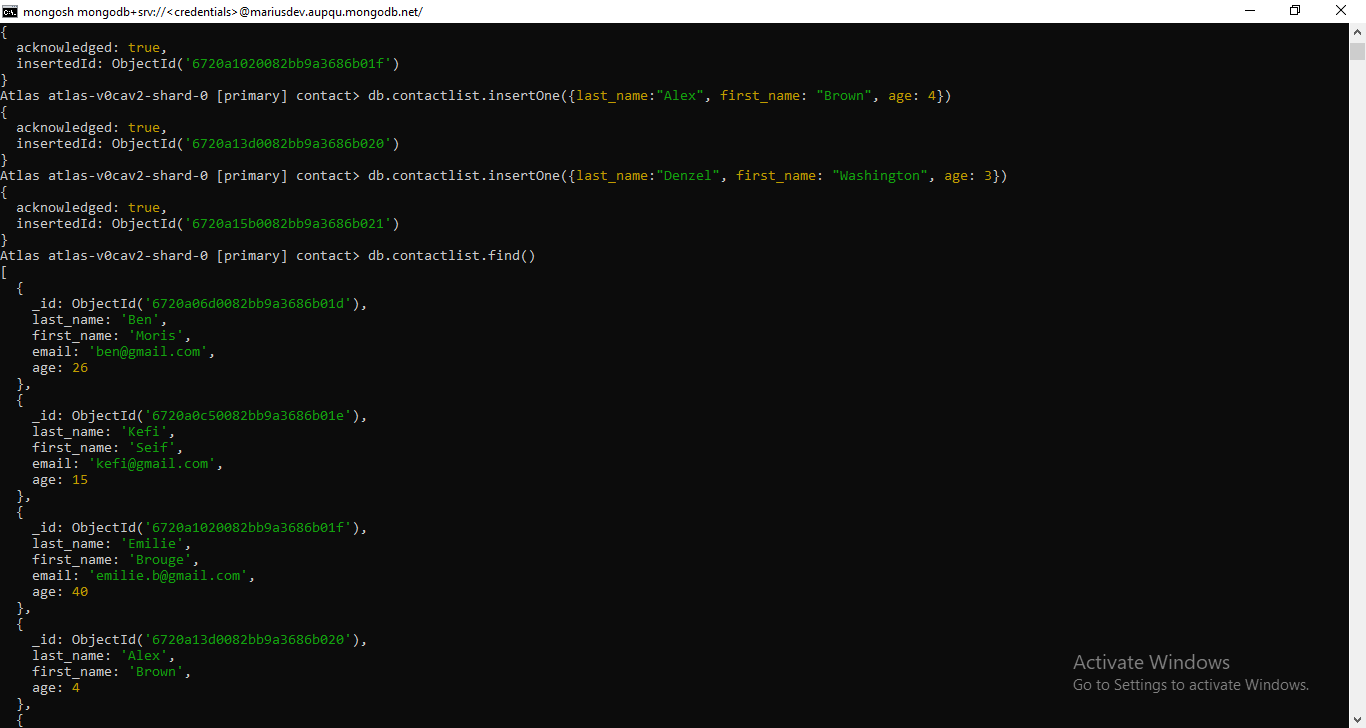 mongosh mongodb+srv://<credentials>@mariusdev.aupqu.mongodb.net/
{
  acknowledged: true,
  insertedId: ObjectId('6720a1020082bb9a3686b01f')
}
Atlas atlas-v0cav2-shard-0 [primary] contact> db.contactlist.insertOne({last_name:"Alex", first_name: "Brown", age: 4})
{
  acknowledged: true,
  insertedId: ObjectId('6720a13d0082bb9a3686b020')
}
Atlas atlas-v0cav2-shard-0 [primary] contact> db.contactlist.insertOne({last_name:"Denzel", first_name: "Washington", age: 3})
{
  acknowledged: true,
  insertedId: ObjectId('6720a15b0082bb9a3686b021')
}
Atlas atlas-v0cav2-shard-0 [primary] contact> db.contactlist.find()
[
  {
    _id: ObjectId('6720a06d0082bb9a3686b01d'),
    last_name: 'Ben',
    first_name: 'Moris',
    email: 'ben@gmail.com',
    age: 26
  },
  {
    _id: ObjectId('6720a0c50082bb9a3686b01e'),
    last_name: 'Kefi',
    first_name: 'Seif',
    email: 'kefi@gmail.com',
    age: 15
  },
  {
    _id: ObjectId('6720a1020082bb9a3686b01f'),
    last_name: 'Emilie',
    first_name: 'Brouge',
    email: 'emilie.b@gmail.com',
    age: 40
  },
  {
    _id: ObjectId('6720a13d0082bb9a3686b020'),
    last_name: 'Alex',
    first_name: 'Brown',
    age: 4
  },
  {
Activate Windows
Go to Settings to activate Windows.